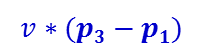 v * (p₃ − p₁)